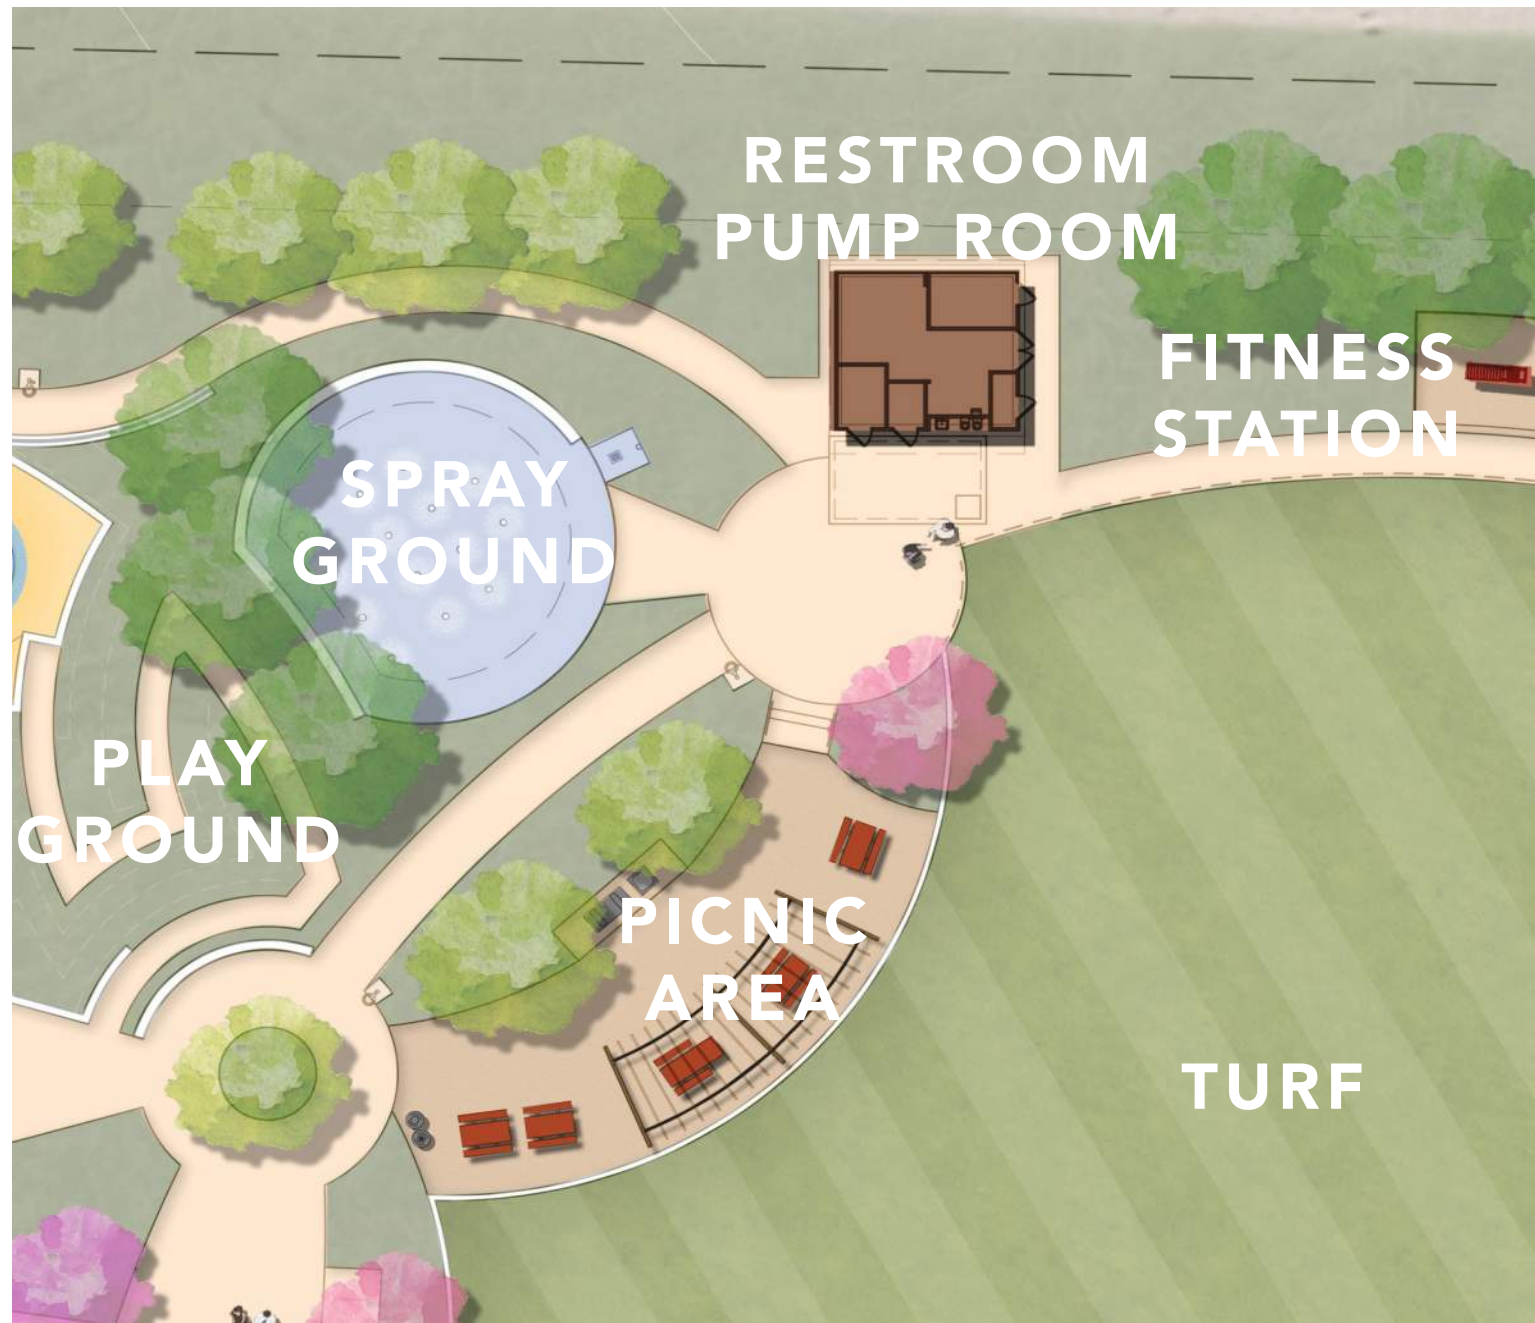 RESTROOM
PUMP ROOM
FITNESS
STATION
SPRAY
GROUND
PLAY
GROUND
PICNIC
AREA
TURF